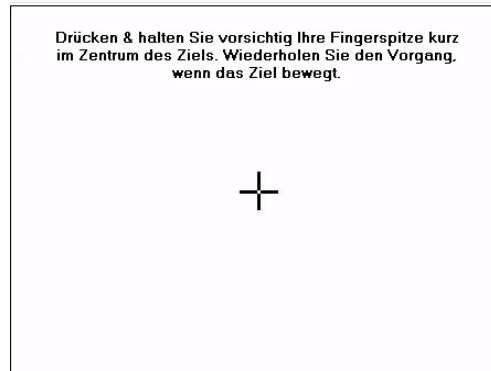 Drücken & halten Sie vorsichtig Ihre Fingerspitze kurz
im Zentrum des Ziels. Wiederholen Sie den Vorgang,
wenn das Ziel bewegt.